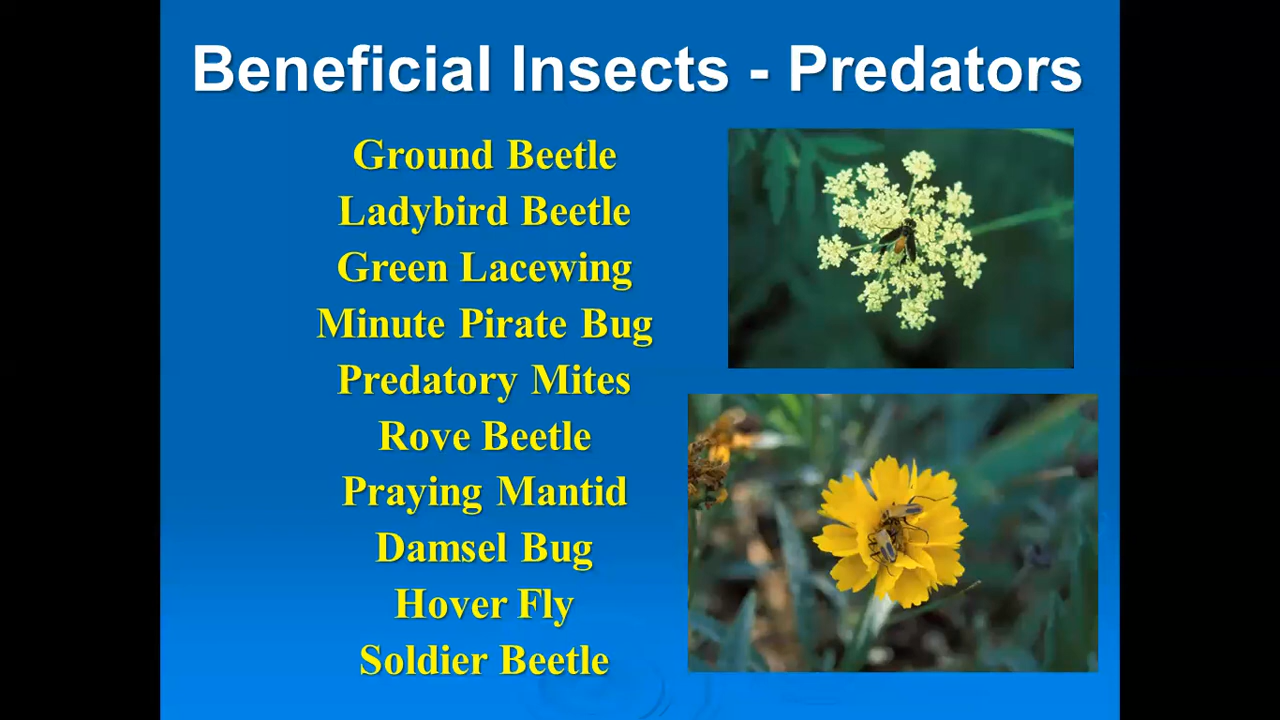 Beneficial Insects - Predators
Ground Beetle
Ladybird Beetle
Green Lacewing
Minute Pirate Bug
Predatory Mites
Rove Beetle
Praying Mantid
Damsel Bug
Hover Fly
Soldier Beetle